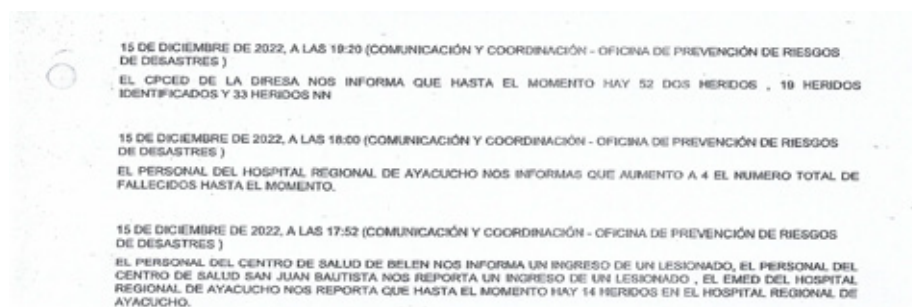 15 DE DICIEMBRE DE 2022, A LAS 19:20 (COMUNICACIÓN Y COORDINACIÓN - OFICINA DE PREVENCIÓN DE RIESGOS
DE DESASTRES )
EL CPCED DE LA DIRESA NOS INFORMA QUE HASTA EL MOMENTO HAY 52 DOS HERIDOS , 19 HERIDOS
IDENTIFICADOS Y 33 HERIDOS NN
15 DE DICIEMBRE DE 2022, A LAS 18:00 (COMUNICACIÓN Y COORDINACIÓN - OFICINA DE PREVENCIÓN DE RIESGOS
DE DESASTRES )
EL PERSONAL DEL HOSPITAL REGIONAL DE AYACUCHO NOS INFORMAS QUE AUMENTO A 4 EL NUMERO TOTAL DE
FALLECIDOS HASTA EL MOMENTO.
15 DE DICIEMBRE DE 2022, A LAS 17:52 (COMUNICACIÓN Y COORDINACIÓN - OFICINA DE PREVENCIÓN DE RIESGOS
DE DESASTRES )
EL PERSONAL DEL CENTRO DE SALUD DE BELEN NOS INFORMA UN INGRESO DE UN LESIONADO, EL PERSONAL DEL
CENTRO DE SALUD SAN JUAN BAUTISTA NOS REPORTA UN INGRESO DE UN LESIONADO , EL EMED DEL HOSPITAL
REGIONAL DE AYACUCHO NOS REPORTA QUE HASTA EL MOMENTO HAY 14 HERIDOS EN EL HOSPITAL REGIONAL DE
AYACUCHO.